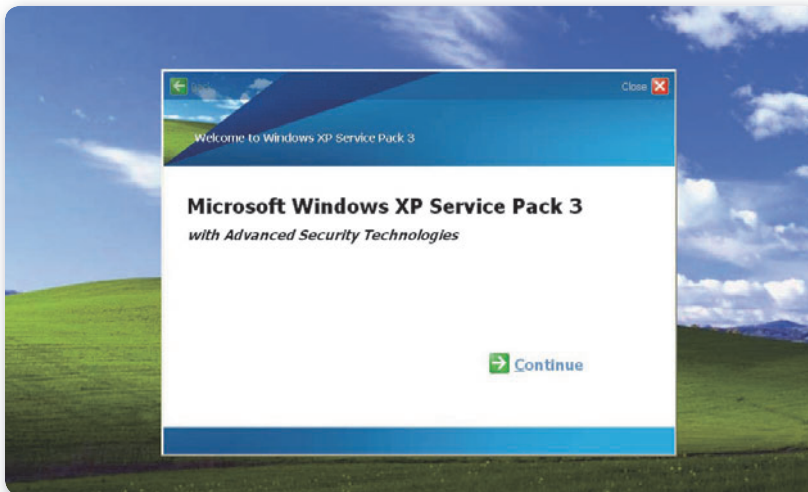 Close
Welcome to Windows XP Service Pack 3
Microsoft Windows XP Service Pack 3
with Advanced Security Technologies
Continue